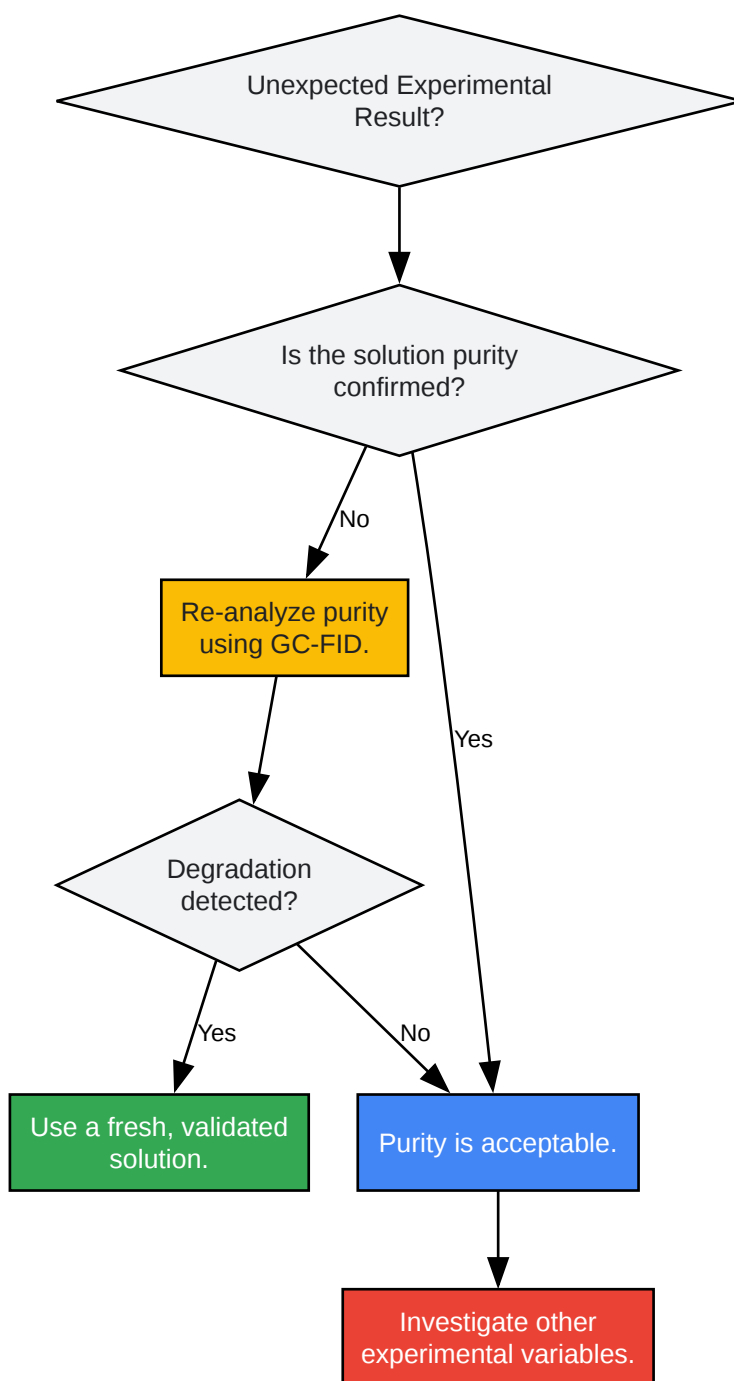 Unexpected Experimental
Result?
Is the solution purity
confirmed?
No
Re-analyze purity
using GC-FID.
Yes
Degradation
detected?
Yes
No
Use a fresh, validated
solution.
Purity is acceptable.
Investigate other
experimental variables.